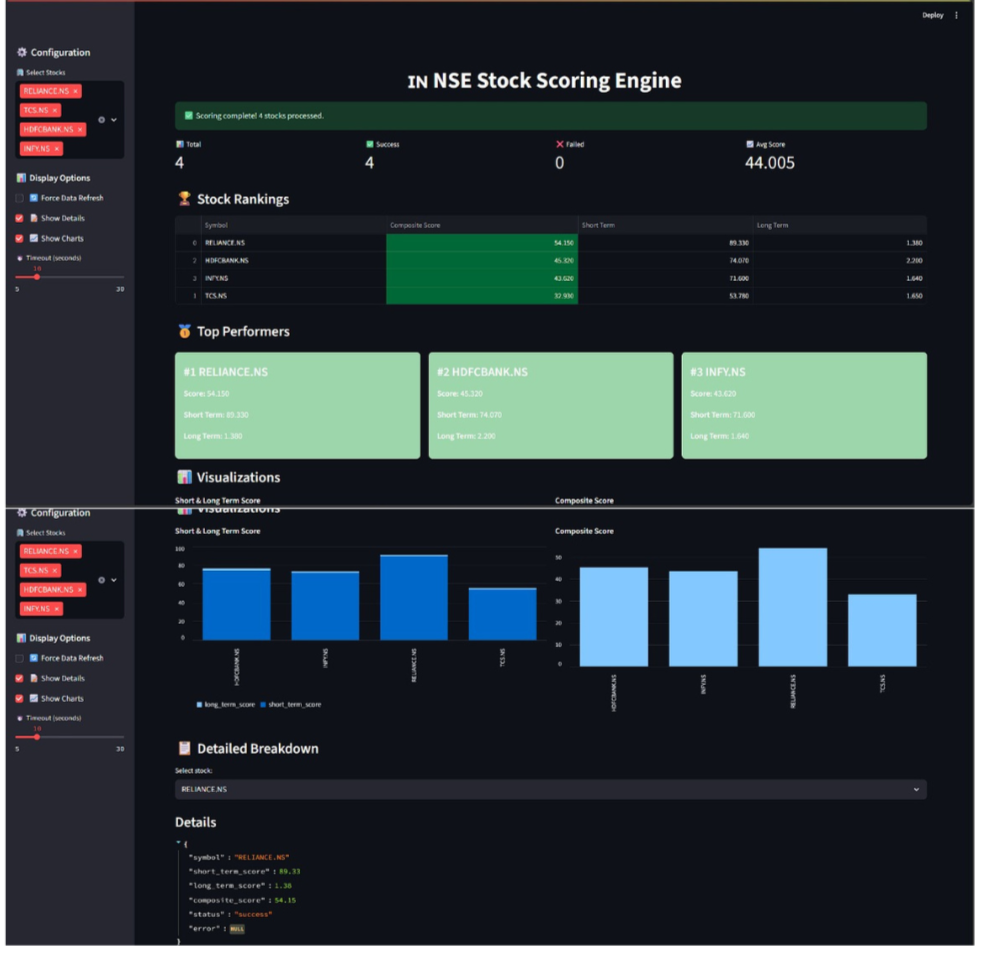 Deploy
Configuration
Select Stocks
RELIANCE.NS ×
TCS.NS ×
HDFCBANK.NS ×
INFY.NS ×
Display Options
Force Data Refresh
Show Details
Show Charts
Timeout (seconds)
10
5 30
IN NSE Stock Scoring Engine
Scoring complete! 4 stocks processed.
Total Success Failed Avg Score
4 4 0 44.005
Stock Rankings
Symbol Composite Score Short Term Long Term
0 RELIANCE.NS 54.150 89.330 1.380
2 HDFCBANK.NS 45.320 74.070 2.200
3 INFY.NS 43.620 71.600 1.640
1 TCS.NS 32.930 53.780 1.650
Top Performers
#1 RELIANCE.NS
Score: 54.150
Short Term: 89.330
Long Term: 1.380
#2 HDFCBANK.NS
Score: 45.320
Short Term: 74.070
Long Term: 2.200
#3 INFY.NS
Score: 43.620
Short Term: 71.600
Long Term: 1.640
Visualizations
Short & Long Term Score Composite Score
Configuration
Select Stocks
RELIANCE.NS ×
TCS.NS ×
HDFCBANK.NS ×
INFY.NS ×
Display Options
Force Data Refresh
Show Details
Show Charts
Timeout (seconds)
10
5 30
Visualizations
Short & Long Term Score
100
80
60
40
20
0
HDFCBANK.NS
INFY.NS
RELIANCE.NS
TCS.NS
long_term_score short_term_score
Composite Score
50
40
30
20
10
0
HDFCBANK.NS
INFY.NS
RELIANCE.NS
TCS.NS
Detailed Breakdown
Select stock:
RELIANCE.NS
Details
{
"symbol" : "RELIANCE.NS"
"short_term_score" : 89.33
"long_term_score" : 1.38
"composite_score" : 54.15
"status" : "success"
"error" : NULL
}